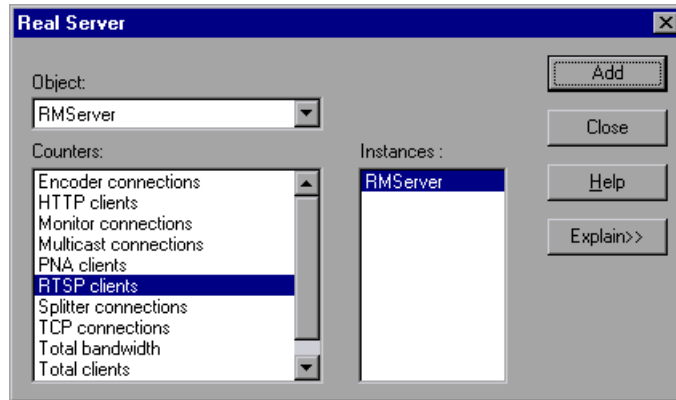 Real Server
Object:
RMServer
Counters:
Encoder connections
HTTP clients
Monitor connections
Multicast connections
PNA clients
RTSP clients
Splitter connections
TCP connections
Total bandwidth
Total clients
Instances :
RMServer
Add
Close
Help
Explain>>